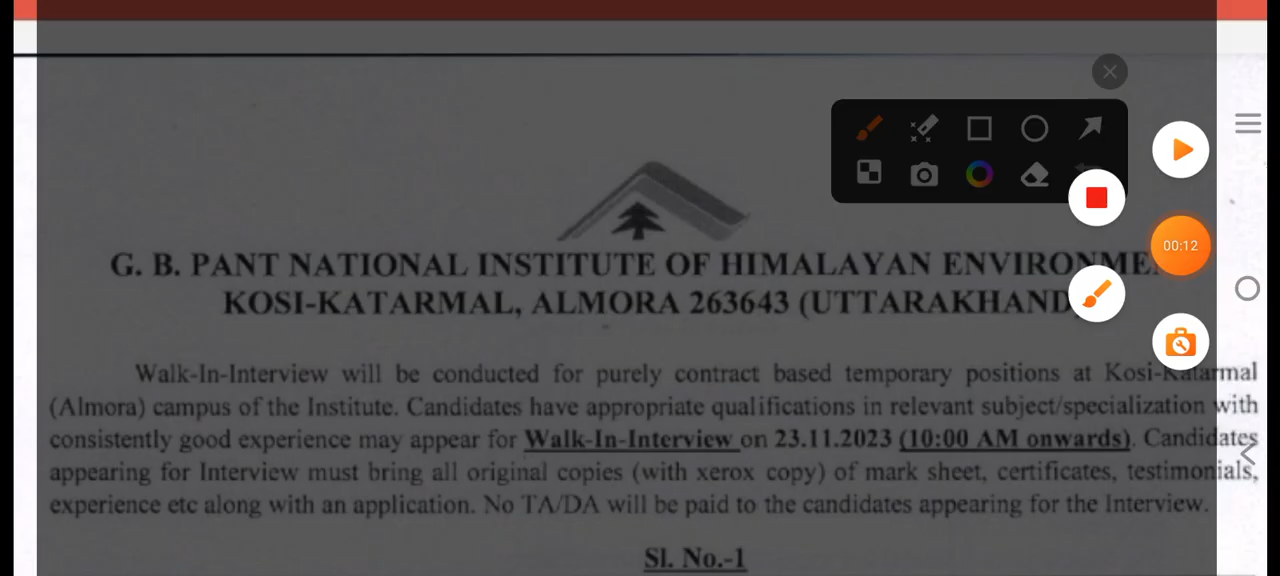 G. B. PANT NATIONAL INSTITUTE OF HIMALAYAN ENVIRONME
KOSI-KATARMAL, ALMORA 263643 (UTTARAKHAND
00:12
Walk-In-Interview will be conducted for purely contract based temporary positions at Kosi-Katarmal
(Almora) campus of the Institute. Candidates have appropriate qualifications in relevant subject/specialization with
consistently good experience may appear for Walk-In-Interview on 23.11.2023 (10:00 AM onwards). Candidates
appearing for Interview must bring all original copies (with xerox copy) of mark sheet, certificates, testimonials,
experience etc along with an application. No TA/DA will be paid to the candidates appearing for the Interview.
Sl. No.-1